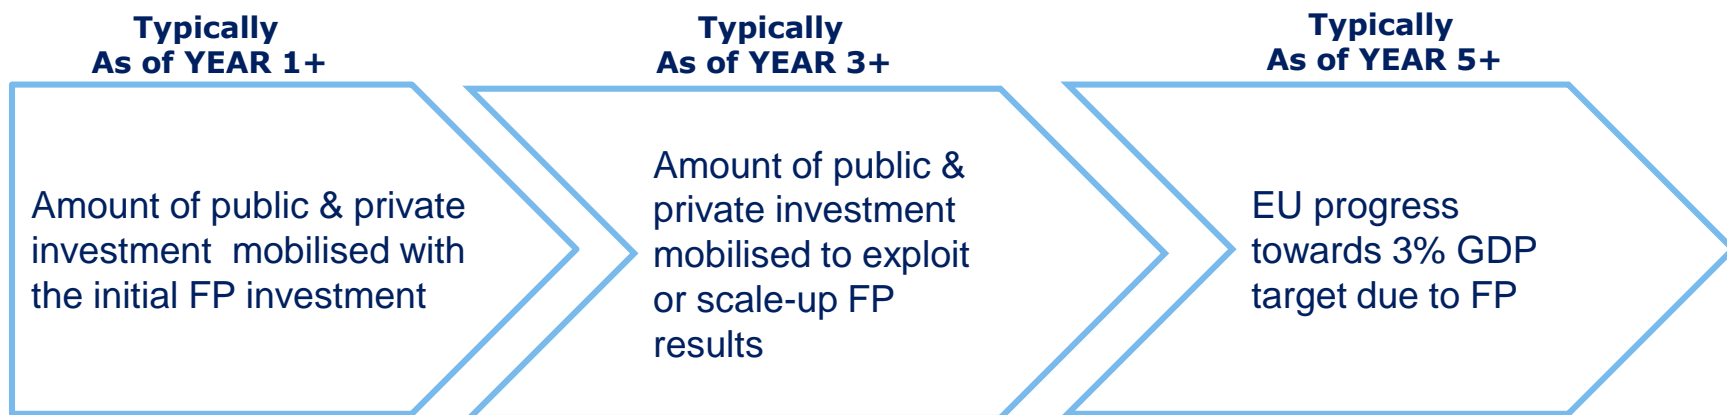 Typically
As of YEAR 1+
Typically
As of YEAR 3+
Typically
As of YEAR 5+
Amount of public & private
investment mobilised with
the initial FP investment
Amount of public &
private investment
mobilised to exploit
or scale-up FP
results
EU progress
towards 3% GDP
target due to FP